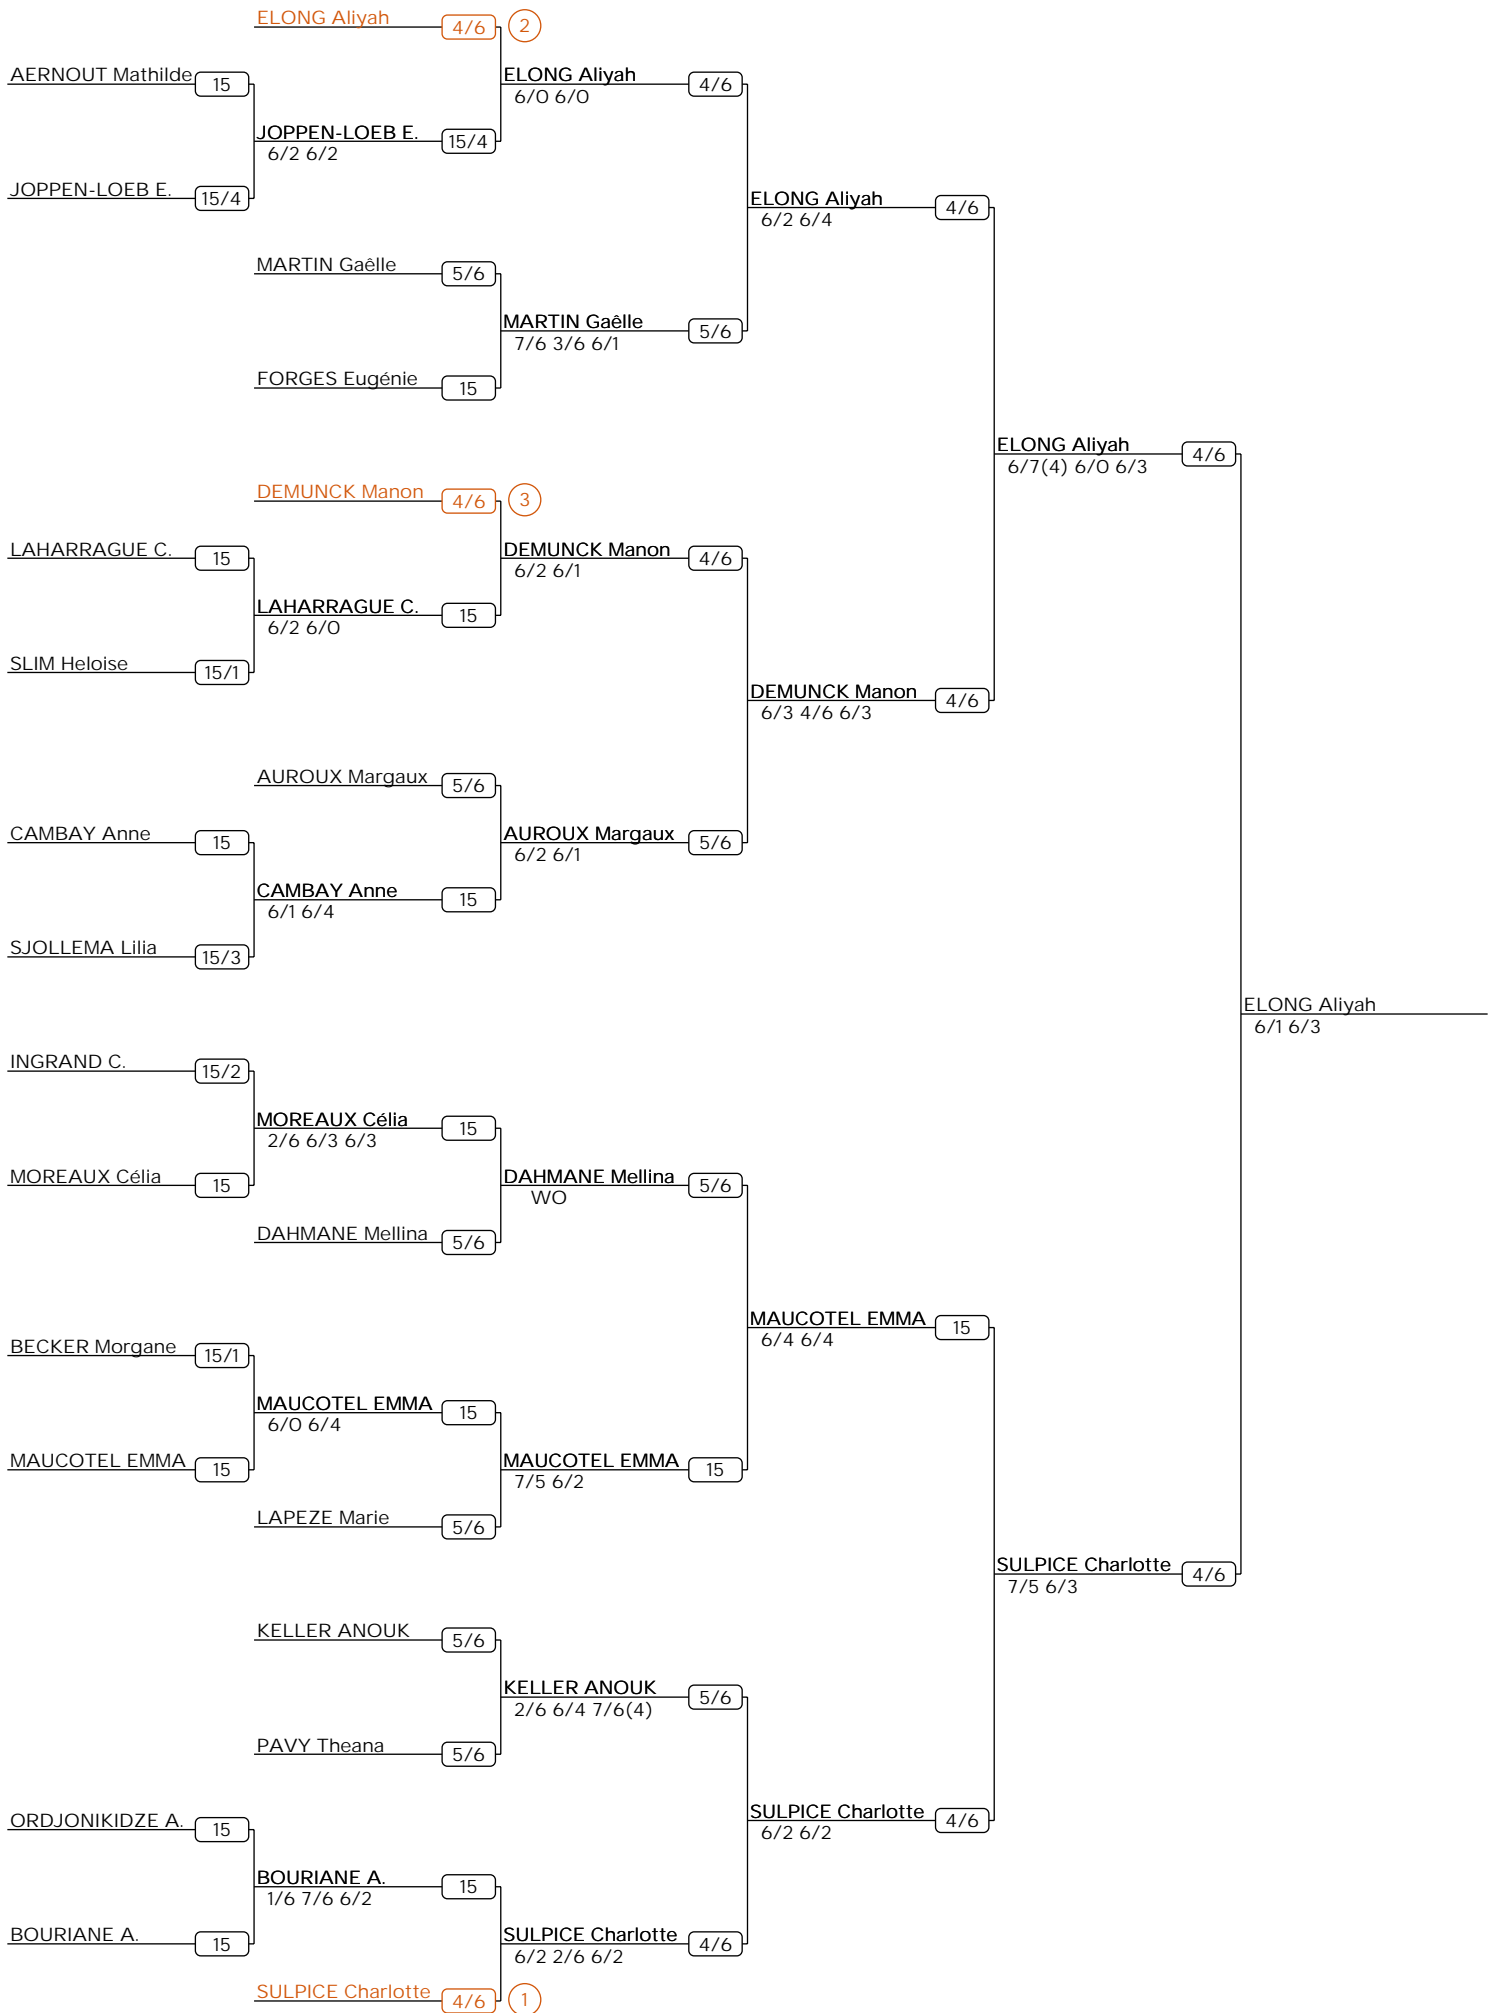 ELONG Aliyah 4/6 2
AERNOUT Mathilde 15
ELONG Aliyah 4/6
6/0 6/0
JOPPEN-LOEB E. 15/4
6/2 6/2
JOPPEN-LOEB E. 15/4
ELONG Aliyah 4/6
6/2 6/4
MARTIN Gaêlle 5/6
MARTIN Gaêlle 5/6
7/6 3/6 6/1
FORGES Eugénie 15
ELONG Aliyah 4/6
6/7(4) 6/0 6/3
DEMUNCK Manon 4/6 3
LAHARRAGUE C. 15
DEMUNCK Manon 4/6
6/2 6/1
LAHARRAGUE C. 15
6/2 6/0
SLIM Heloise 15/1
DEMUNCK Manon 4/6
6/3 4/6 6/3
AUROUX Margaux 5/6
CAMBAY Anne 15
AUROUX Margaux 5/6
6/2 6/1
CAMBAY Anne 15
6/1 6/4
SJOLLEMA Lilia 15/3
ELONG Aliyah
6/1 6/3
INGRAND C. 15/2
MOREAUX Célia 15
2/6 6/3 6/3
MOREAUX Célia 15
DAHMANE Mellina 5/6
WO
DAHMANE Mellina 5/6
MAUCOTEL EMMA 15
6/4 6/4
BECKER Morgane 15/1
MAUCOTEL EMMA 15
6/0 6/4
MAUCOTEL EMMA 15
MAUCOTEL EMMA 15
7/5 6/2
LAPEZE Marie 5/6
SULPICE Charlotte 4/6
7/5 6/3
KELLER ANOUK 5/6
KELLER ANOUK 5/6
2/6 6/4 7/6(4)
PAVY Theana 5/6
SULPICE Charlotte 4/6
6/2 6/2
ORDJONIKIDZE A. 15
BOURIANE A. 15
1/6 7/6 6/2
BOURIANE A. 15
SULPICE Charlotte 4/6
6/2 2/6 6/2
SULPICE Charlotte 4/6 1